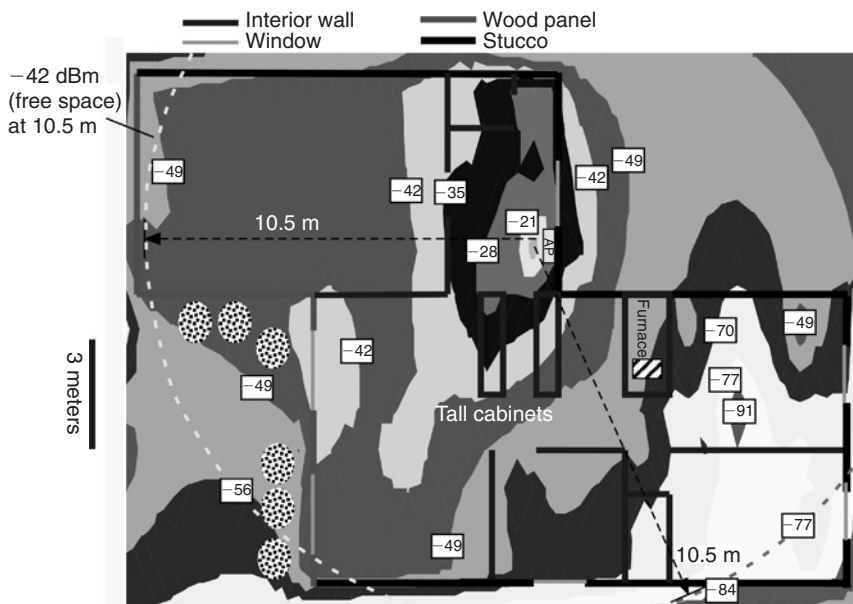 Interior wall
Wood panel
Window
Stucco
−42 dBm
(free space)
at 10.5 m
−49
−42
−35
−42
−49
−21
10.5 m
−28
AP
Furnace
−70
−49
−42
−77
−49
−91
3 meters
Tall cabinets
−56
−77
−49
10.5 m
−84